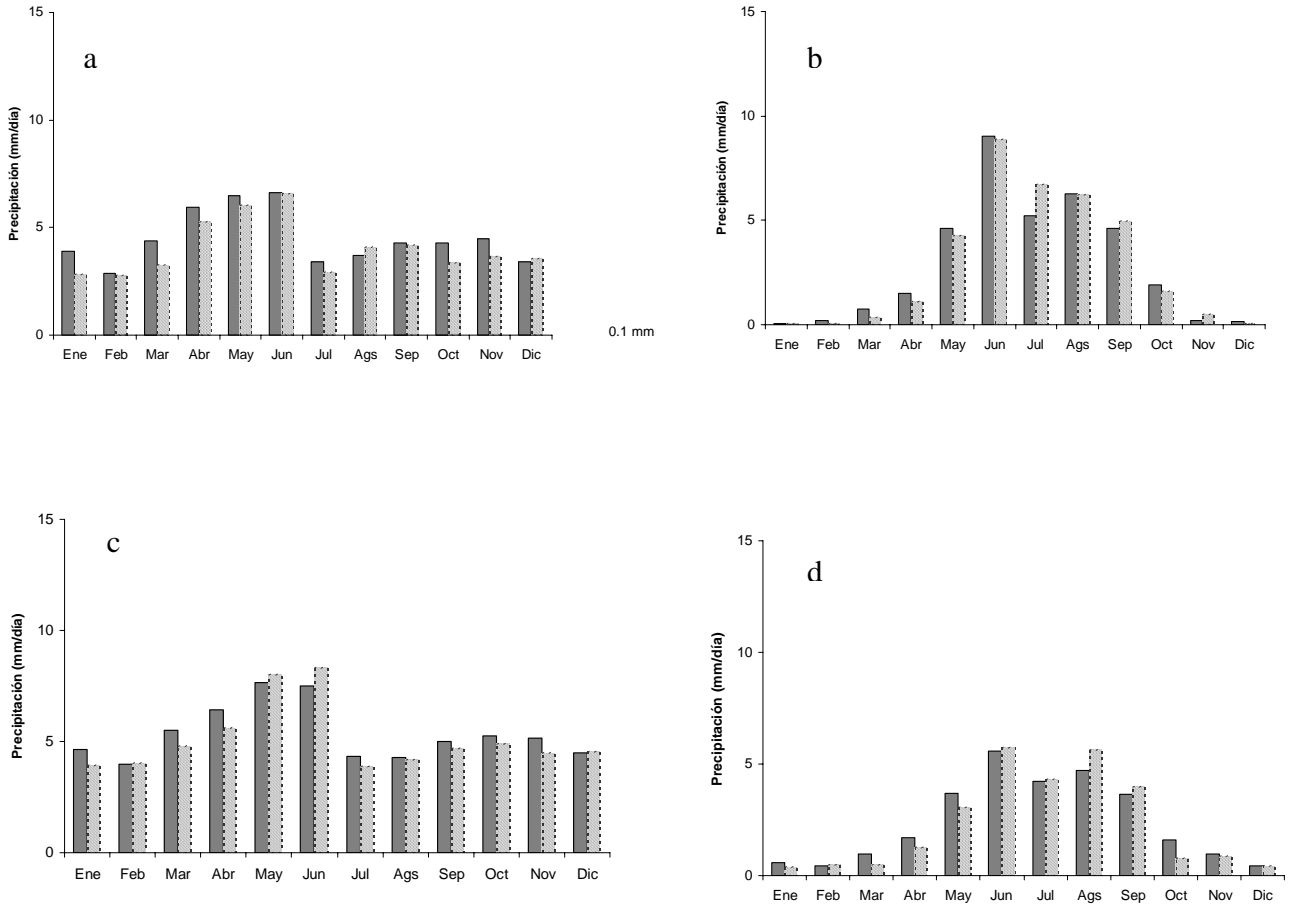 a
Precipitación (mm/día)
15
10
5
0
Ene Feb Mar Abr May Jun Jul Ags Sep Oct Nov Dic
0.1 mm
b
Precipitación (mm/día)
15
10
5
0
Ene Feb Mar Abr May Jun Jul Ags Sep Oct Nov Dic
c
Precipitación (mm/día)
15
10
5
0
Ene Feb Mar Abr May Jun Jul Ags Sep Oct Nov Dic
d
Precipitación (mm/día)
15
10
5
0
Ene Feb Mar Abr May Jun Jul Ags Sep Oct Nov Dic